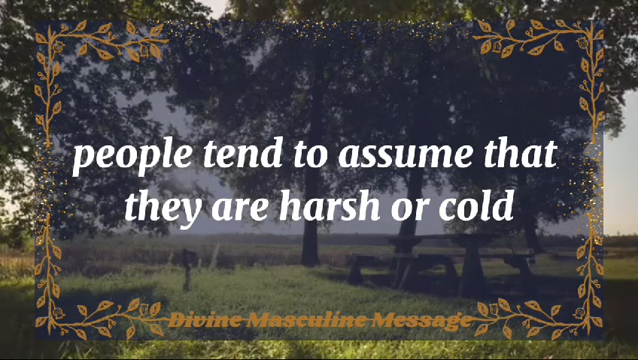 people tend to assume that
they are harsh or cold
Divine Masculine Message